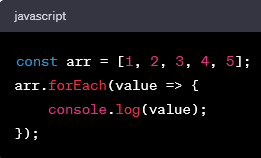 javascript
const arr = [1, 2, 3, 4, 5];
arr.forEach(value => {
    console.log(value);
});